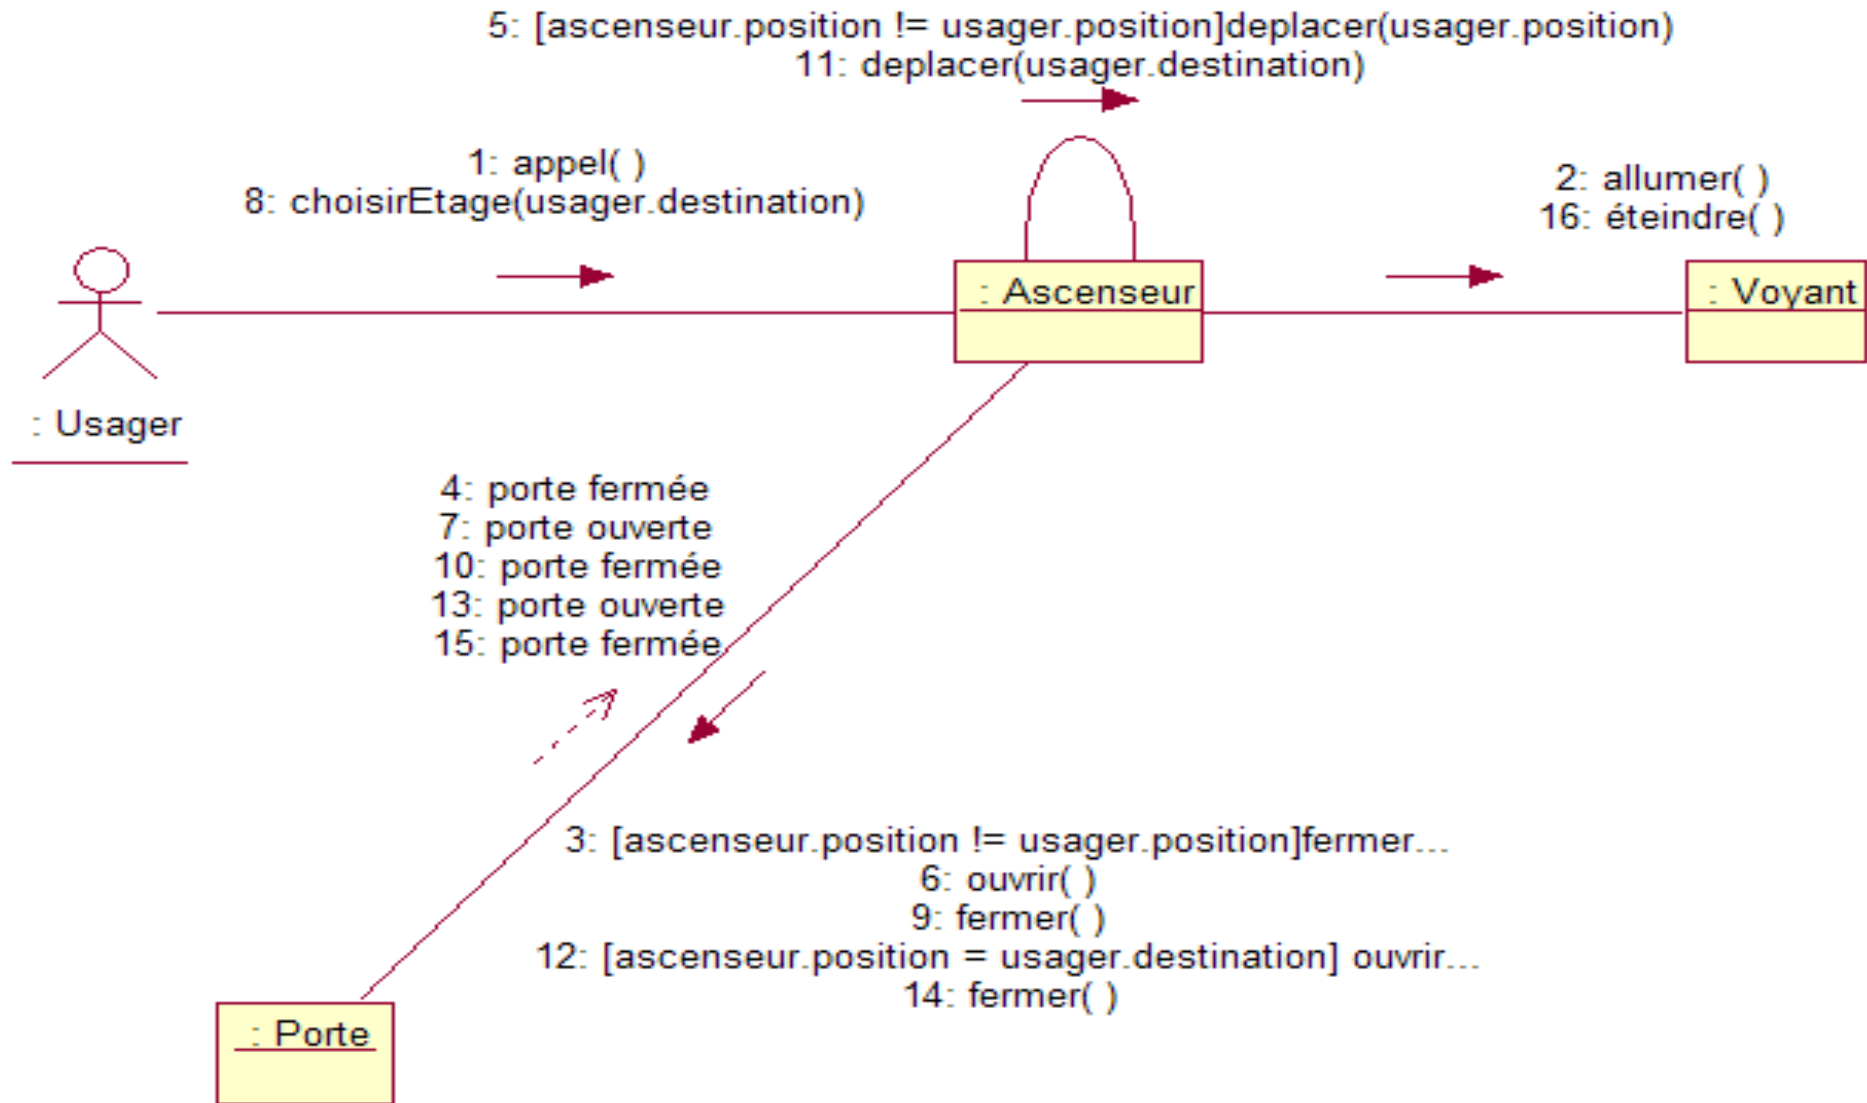 5: [ascenseur.position != usager.position]deplacer(usager.position)
11: deplacer(usager.destination)
1: appel( )
8: choisirEtage(usager.destination)
2: allumer( )
16: éteindre( )
: Ascenseur
: Voyant
: Usager
4: porte fermée
7: porte ouverte
10: porte fermée
13: porte ouverte
15: porte fermée
3: [ascenseur.position != usager.position]fermer...
6: ouvrir( )
9: fermer( )
12: [ascenseur.position = usager.destination] ouvrir...
14: fermer( )
: Porte